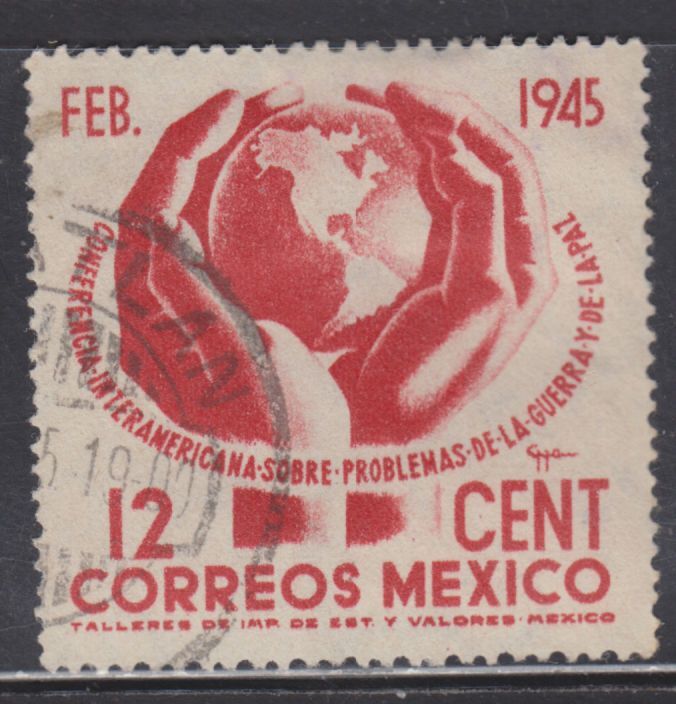 FEB. 1945
CONFERENCIA·INTERAMERICANA·SOBRE·PROBLEMAS·DE·LA·GUERRA·Y·DE·LA·PAZ
12 CENT
CORREOS MEXICO
TALLERES DE IMP. DE EST. Y VALORES·MEXICO